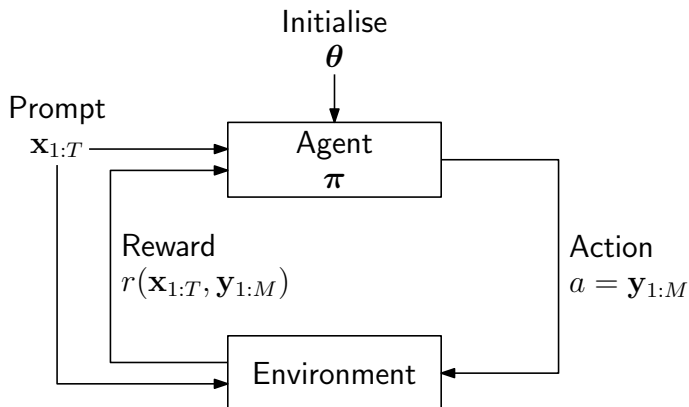 Initialise
θ
Prompt
x₁:T
Agent
π
Reward
r(x₁:T, y₁:M)
Action
a = y₁:M
Environment